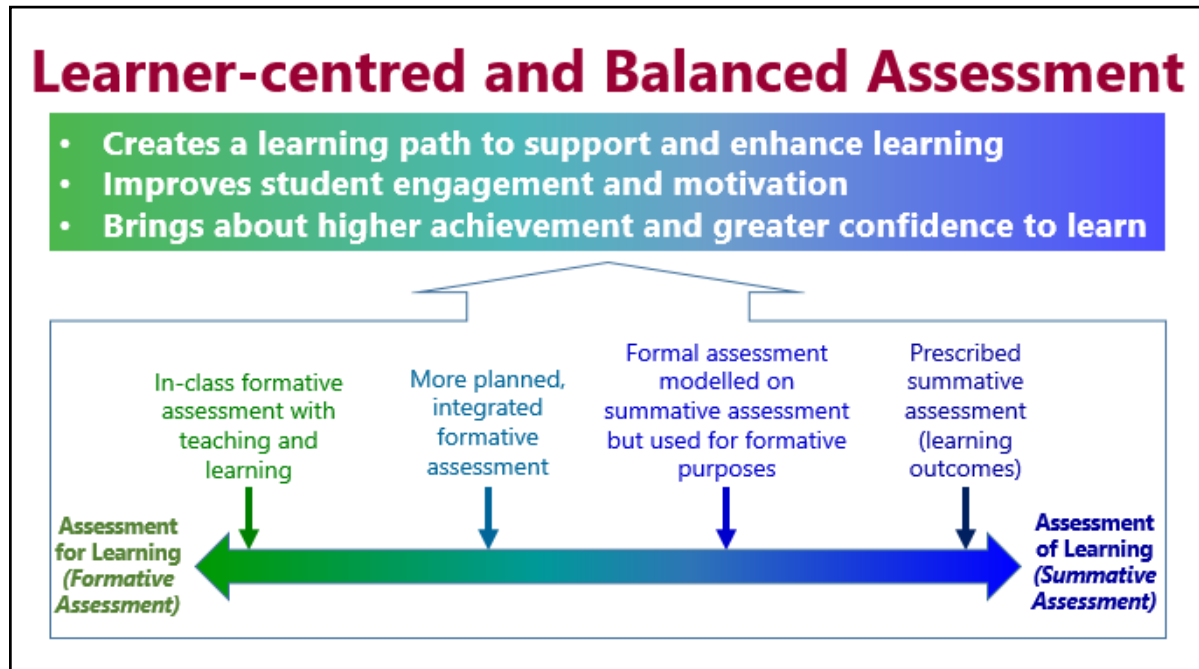 Learner-centred and Balanced Assessment
• Creates a learning path to support and enhance learning
• Improves student engagement and motivation
• Brings about higher achievement and greater confidence to learn
In-class formative
assessment with
teaching and
learning
More planned,
integrated
formative
assessment
Formal assessment
modelled on
summative assessment
but used for formative
purposes
Prescribed
summative
assessment
(learning
outcomes)
Assessment
for Learning
(Formative
Assessment)
Assessment
of Learning
(Summative
Assessment)